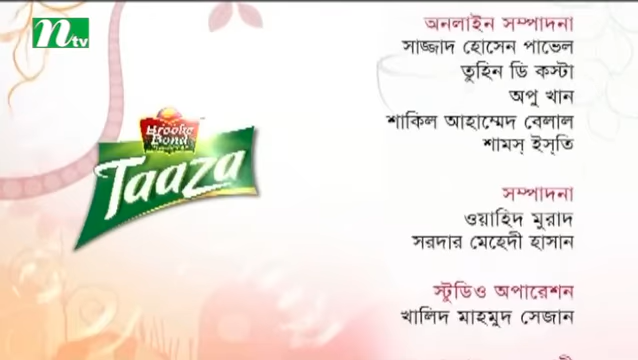 ntv
অনলাইন সম্পাদনা
সাজ্জাদ হোসেন পাভেল
তুহিন ডি কস্টা
অপু খান
শাকিল আহাম্মেদ বেলাল
শামস্ ইস্‌তি
Brooke
Bond
Taaza
সম্পাদনা
ওয়াহিদ মুরাদ
সরদার মেহেদী হাসান
স্টুডিও অপারেশন
খালিদ মাহমুদ সেজান